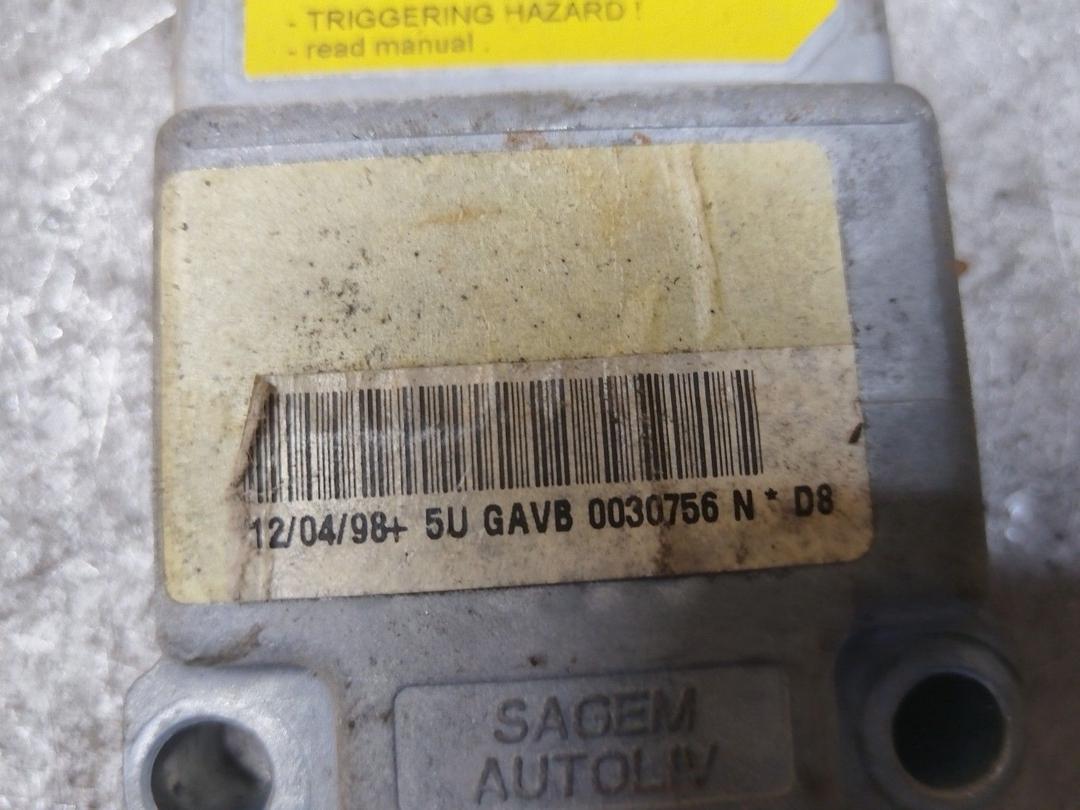 - TRIGGERING HAZARD !
- read manual .
12/04/98+ 5U GAVB 0030756 N * D8
SAGEM
AUTOLIV